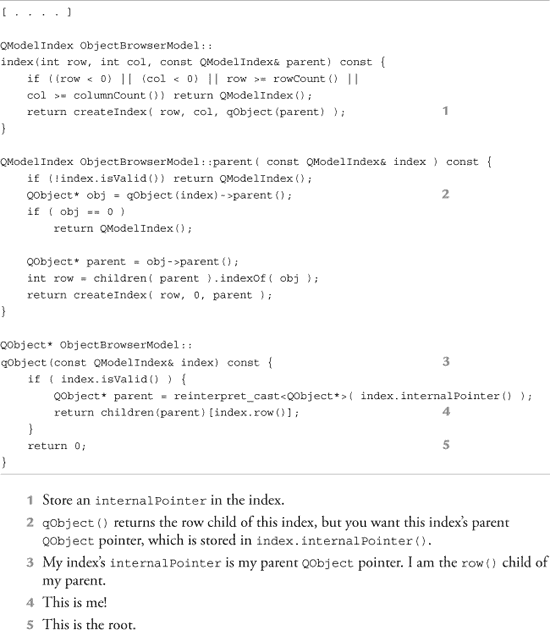 [ . . . . ]
QModelIndex ObjectBrowserModel::
index(int row, int col, const QModelIndex& parent) const {
    if ((row < 0) || (col < 0) || row >= rowCount() ||
    col >= columnCount()) return QModelIndex();
    return createIndex( row, col, qObject(parent) ); 1
}
QModelIndex ObjectBrowserModel::parent( const QModelIndex& index ) const {
    if (!index.isValid()) return QModelIndex();
    QObject* obj = qObject(index)->parent(); 2
    if ( obj == 0 )
        return QModelIndex();
    QObject* parent = obj->parent();
    int row = children( parent ).indexOf( obj );
    return createIndex( row, 0, parent );
}
QObject* ObjectBrowserModel::
qObject(const QModelIndex& index) const { 3
    if ( index.isValid() ) {
        QObject* parent = reinterpret_cast<QObject*>( index.internalPointer() );
        return children(parent)[index.row()]; 4
    }
    return 0; 5
}
1 Store an internalPointer in the index.
2 qObject() returns the row child of this index, but you want this index's parent
QObject pointer, which is stored in index.internalPointer().
3 My index's internalPointer is my parent QObject pointer. I am the row() child of
my parent.
4 This is me!
5 This is the root.